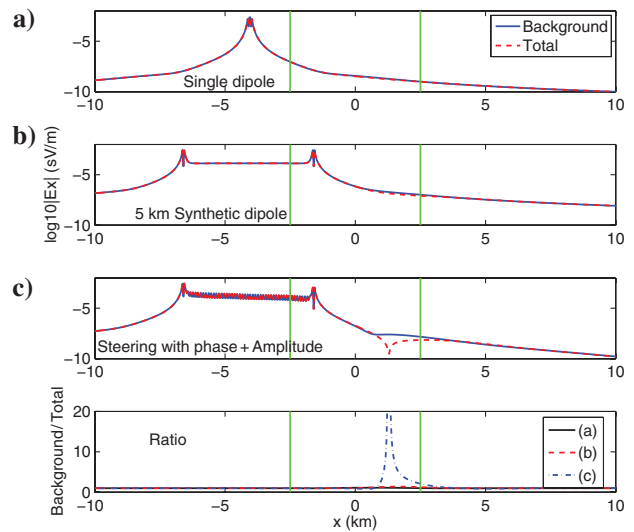 a)
−5
−10
Background
Total
Single dipole
−10 −5 0 5 10
b)
log10|Ex| (sV/m)
−5
−10
5 km Synthetic dipole
−10 −5 0 5 10
c)
−5
−10
Steering with phase + Amplitude
−10 −5 0 5 10
Background/Total
20
10
0
Ratio
(a)
(b)
(c)
−10 −5 0 5 10
x (km)